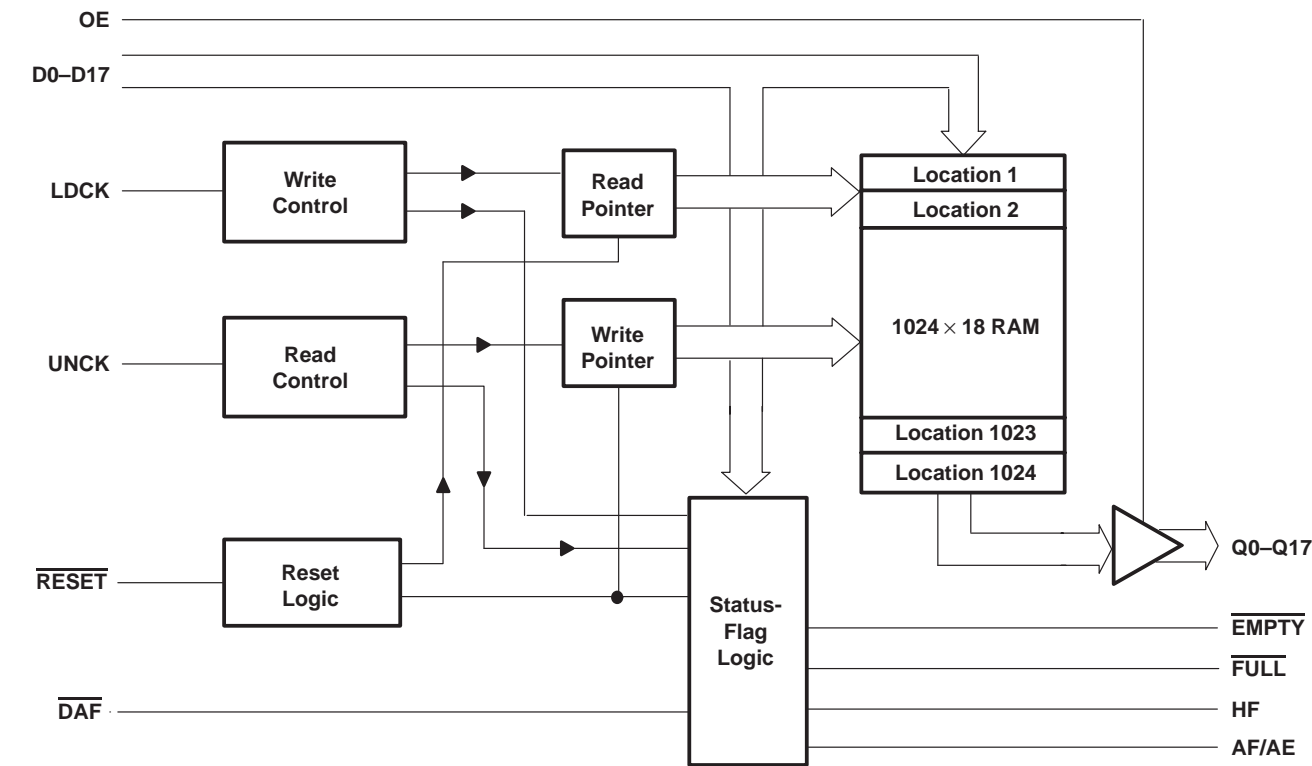 OE
D0–D17
LDCK
Write
Control
Read
Pointer
Location 1
Location 2
1024 × 18 RAM
UNCK
Read
Control
Write
Pointer
Location 1023
Location 1024
RESET
Reset
Logic
Q0–Q17
Status-
Flag
Logic
EMPTY
FULL
DAF
HF
AF/AE